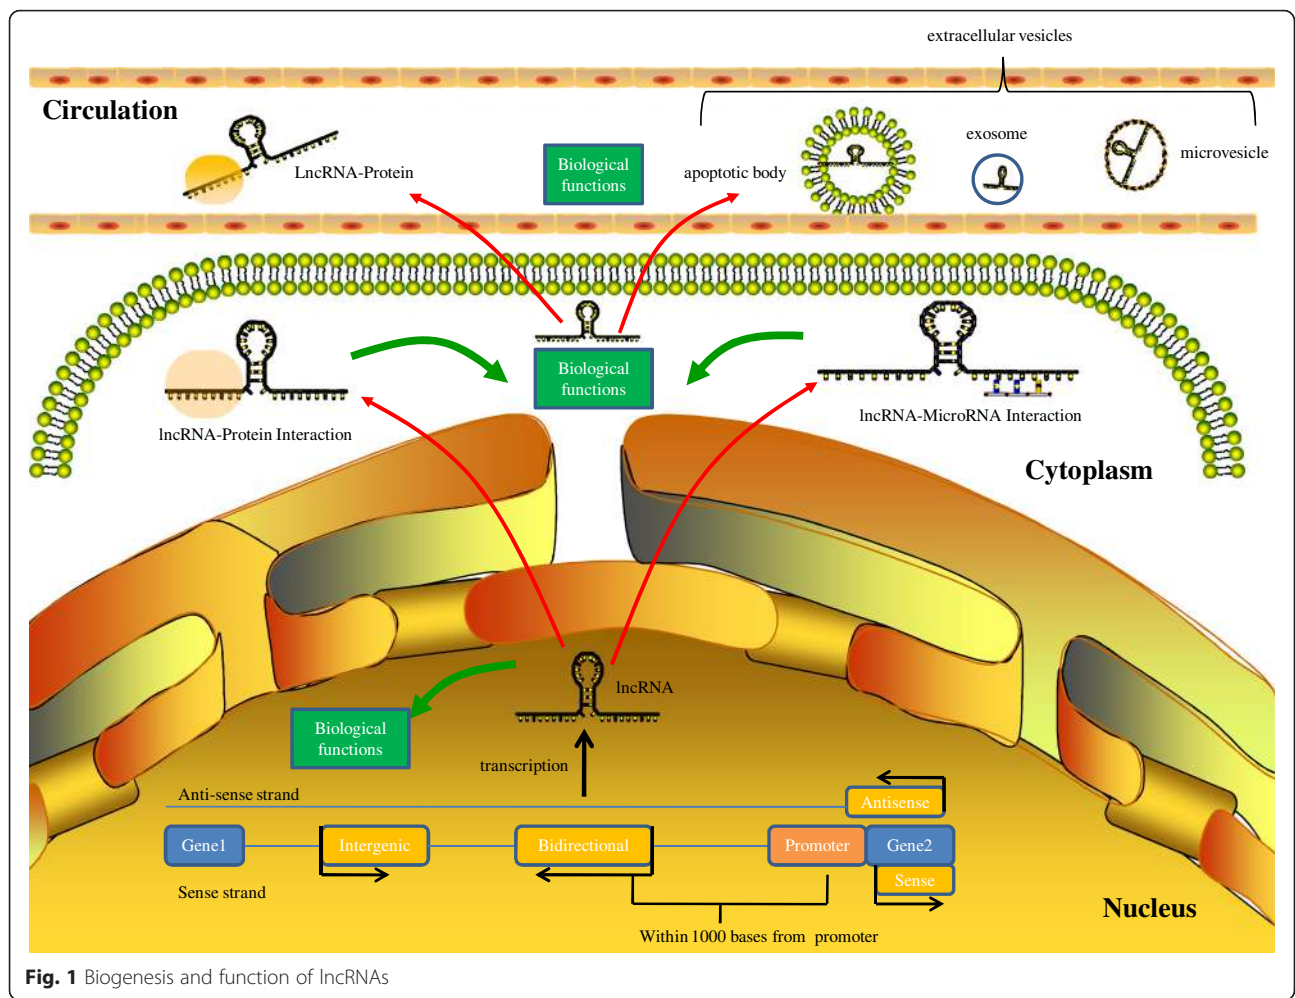 extracellular vesicles
Circulation
exosome
microvesicle
LncRNA-Protein
Biological
functions
apoptotic body
Biological
functions
lncRNA-Protein Interaction
lncRNA-MicroRNA Interaction
Cytoplasm
lncRNA
Biological
functions
transcription
Anti-sense strand
Antisense
Gene1
Intergenic
Bidirectional
Promoter
Gene2
Sense strand
Sense
Nucleus
Within 1000 bases from promoter
Fig. 1 Biogenesis and function of lncRNAs